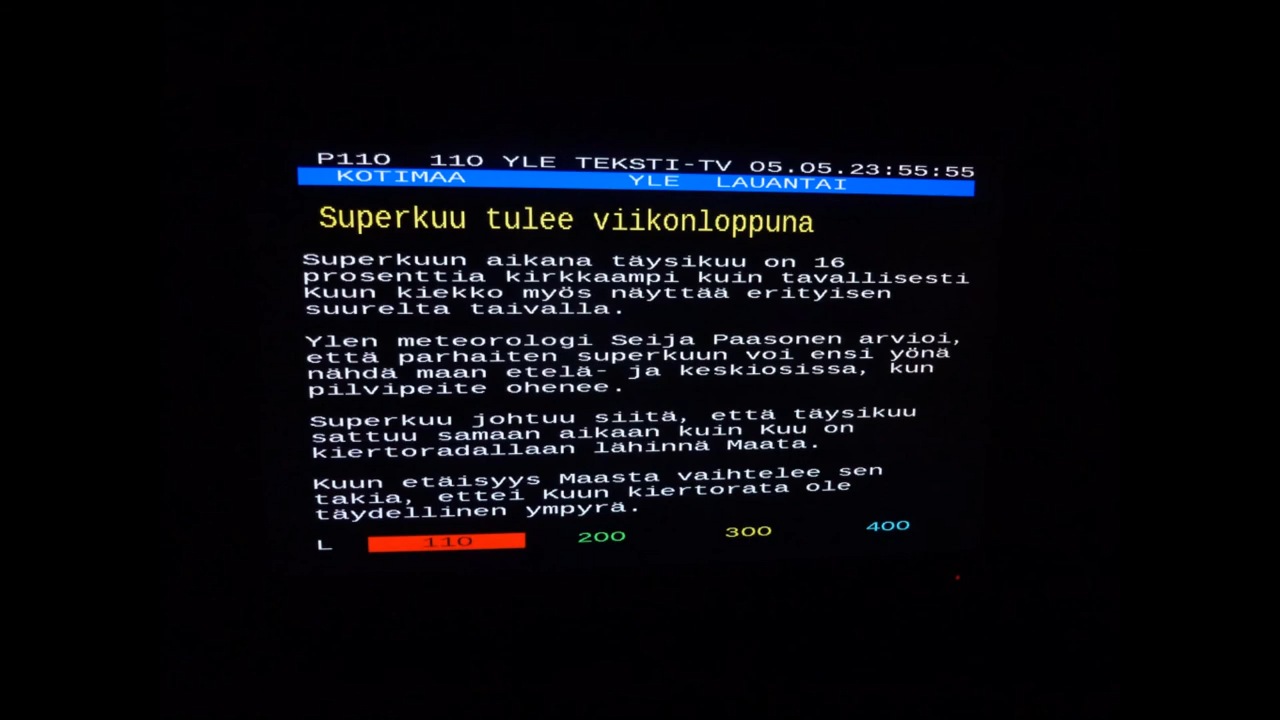 P110 110 YLE TEKSTI-TV 05.05.23:55:55
KOTIMAA YLE LAUANTAI
Superkuu tulee viikonloppuna
Superkuun aikana täysikuu on 16
prosenttia kirkkaampi kuin tavallisesti
Kuun kiekko myös näyttää erityisen
suurelta taivalla.
Ylen meteorologi Seija Paasonen arvioi,
että parhaiten superkuun voi ensi yönä
nähdä maan etelä- ja keskiosissa, kun
pilvipeite ohenee.
Superkuu johtuu siitä, että täysikuu
sattuu samaan aikaan kuin Kuu on
kiertoradallaan lähinnä Maata.
Kuun etäisyys Maasta vaihtelee sen
takia, ettei Kuun kiertorata ole
täydellinen ympyrä.
L 110 200 300 400